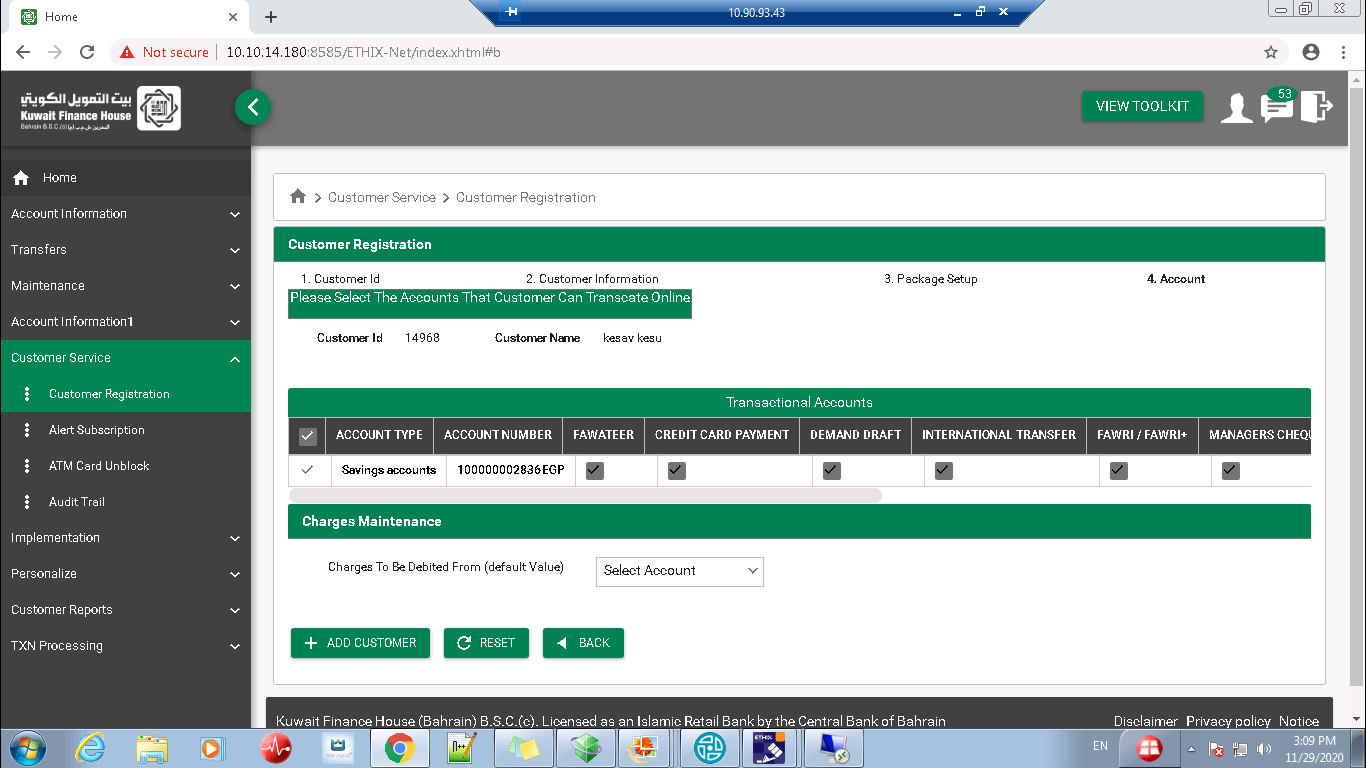 Home
10.90.93.43
Not secure
10.10.14.180:8585/ETHIX-Net/index.xhtml#b
بيت التمويل الكويتي
Kuwait Finance House
Bahrain B.S.C.(c) البحرين ش.م.ب (م)
VIEW TOOLKIT
53
Home
Account Information
Transfers
Maintenance
Account Information1
Customer Service
Customer Registration
Alert Subscription
ATM Card Unblock
Audit Trail
Implementation
Personalize
Customer Reports
TXN Processing
Customer Service
Customer Registration
Customer Registration
1. Customer Id 2. Customer Information 3. Package Setup 4. Account
Please Select The Accounts That Customer Can Transcate Online
Customer Id 14968 Customer Name kesav kesu
Transactional Accounts
ACCOUNT TYPE ACCOUNT NUMBER FAWATEER CREDIT CARD PAYMENT DEMAND DRAFT INTERNATIONAL TRANSFER FAWRI / FAWRI+ MANAGERS CHEQU
Savings accounts 100000002836EGP
Charges Maintenance
Charges To Be Debited From (default Value) Select Account
ADD CUSTOMER RESET BACK
Kuwait Finance House (Bahrain) B.S.C.(c). Licensed as an Islamic Retail Bank by the Central Bank of Bahrain Disclaimer Privacy policy Notice
EN
3:09 PM
11/29/2020